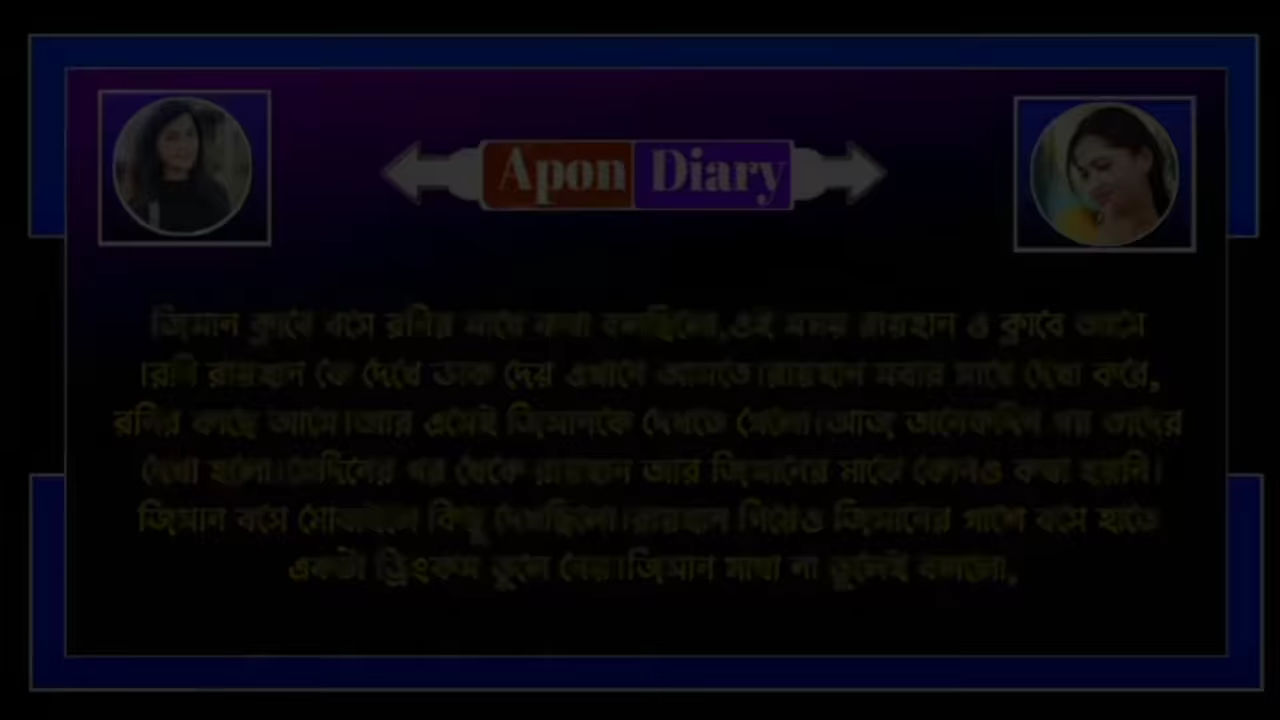 Apon Diary
জিসান ক্লাবে বসে রনির সাথে কথা বলছিলো,এই সময় রায়হান ও ক্লাবে আসে
।রনি রায়হান কে দেখে ডাক দেয় এখানে আসতে।রায়হান সবার সাথে দেখা করে,
রনির কাছে আসে।আর এসেই জিসানকে দেখতে পেলো।আজ অনেকদিন পর তাদের
দেখা হলো।সেদিনের পর থেকে রায়হান আর জিসানের মাঝে কোনও কথা হয়নি।
জিসান বসে মোবাইলে কিছু দেখছিলো।রায়হান গিয়েও জিসানের পাশে বসে হাতে
একটা ড্রিংকস তুলে নেয়।জিসান মাথা না তুলেই বললো,